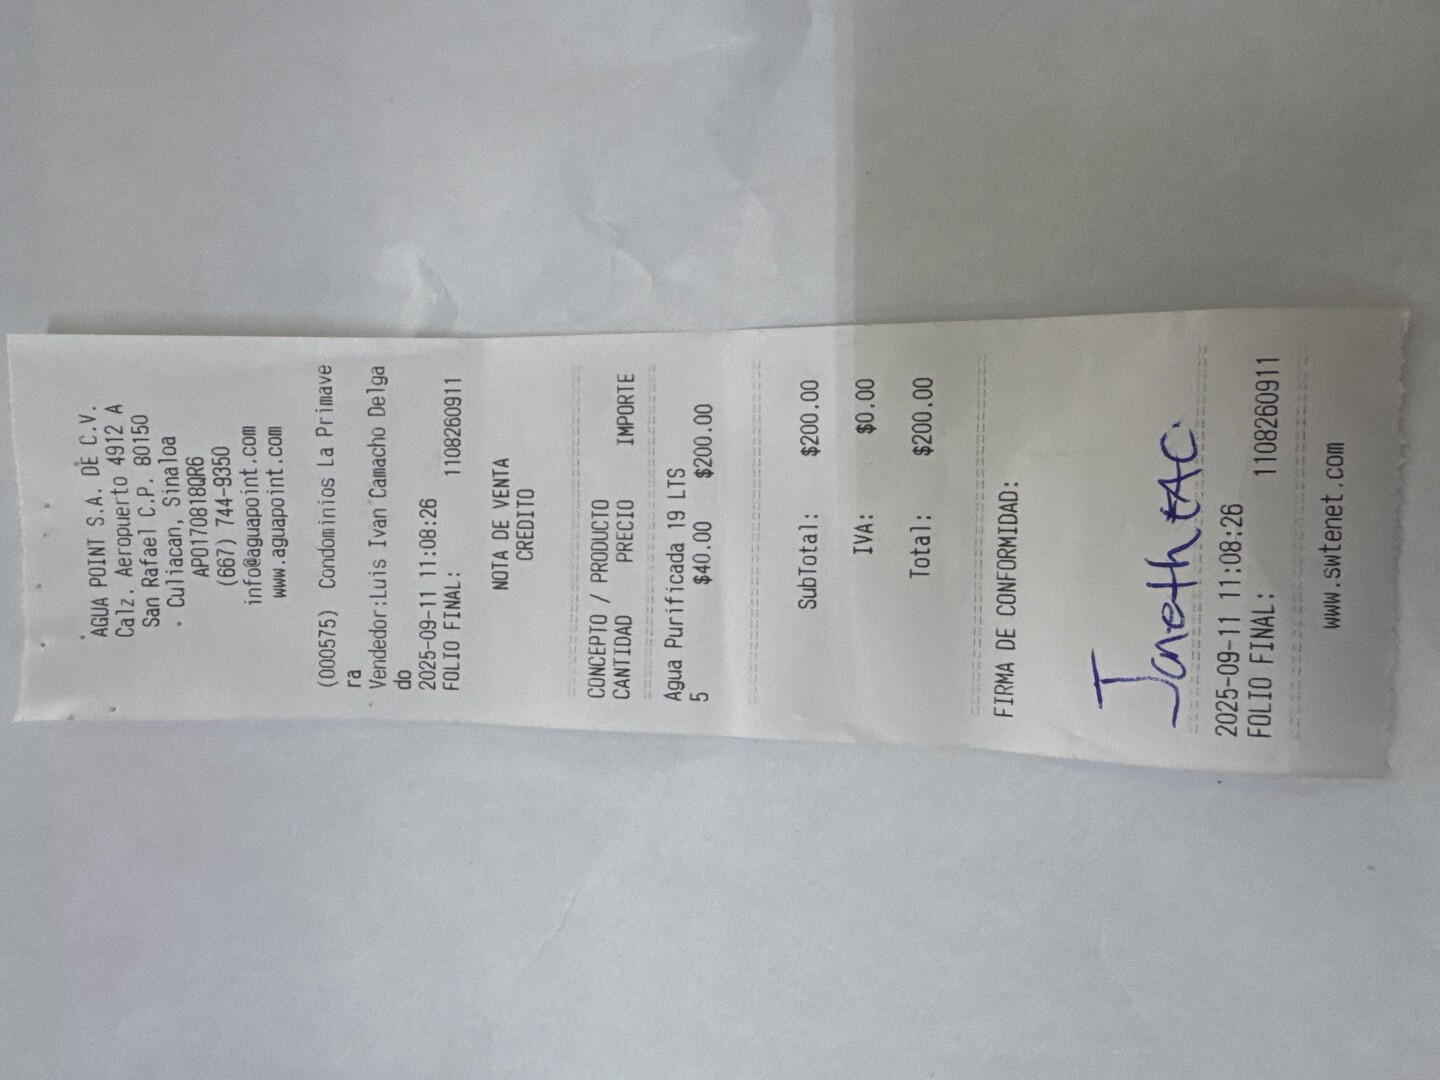 AGUA POINT S.A. DE C.V.
Calz. Aeropuerto 4912 A
San Rafael C.P. 80150
Culiacan, Sinaloa
APO170818QR6
(667) 744-9350
info@aguapoint.com
www.aguapoint.com
(000575) Condominios La Primave
ra
Vendedor:Luis Ivan Camacho Delga
do
2025-09-11 11:08:26
FOLIO FINAL: 1108260911
NOTA DE VENTA
CREDITO
CONCEPTO / PRODUCTO
CANTIDAD PRECIO IMPORTE
Agua Purificada 19 LTS
5 $40.00 $200.00
SubTotal: $200.00
IVA: $0.00
Total: $200.00
FIRMA DE CONFORMIDAD:
Janeth
2025-09-11 11:08:26
FOLIO FINAL: 1108260911
www.swtenet.com